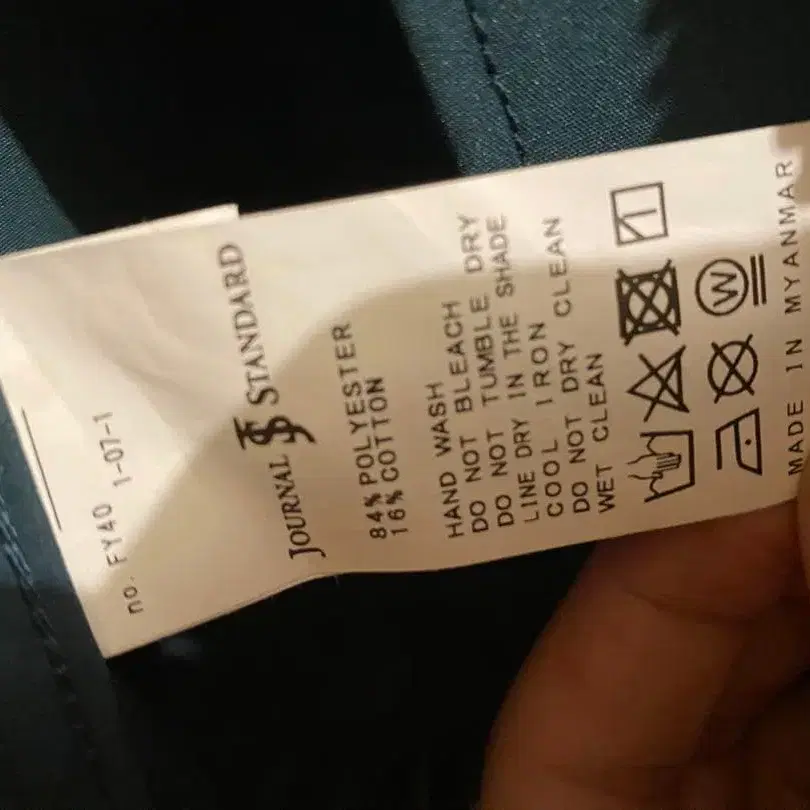 no. FY40
1-07-1
JOURNAL JS STANDARD
84% POLYESTER
16% COTTON
HAND WASH
DO NOT BLEACH
DO NOT TUMBLE DRY
LINE DRY IN THE SHADE
COOL IRON
DO NOT DRY CLEAN
WET CLEAN
W
MADE IN MYANMAR